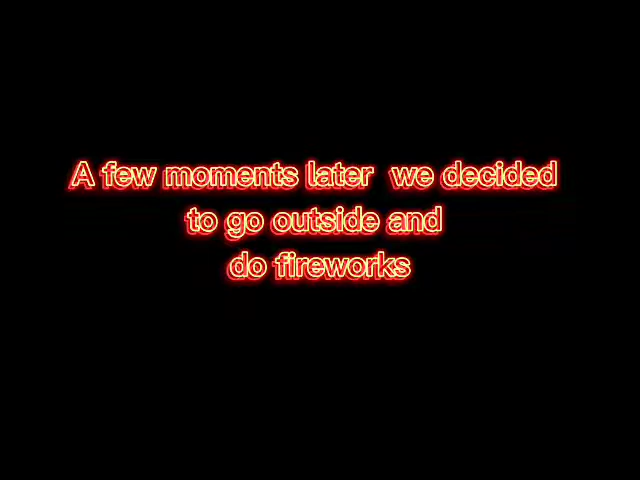 A few moments later  we decided
to go outside and
do fireworks